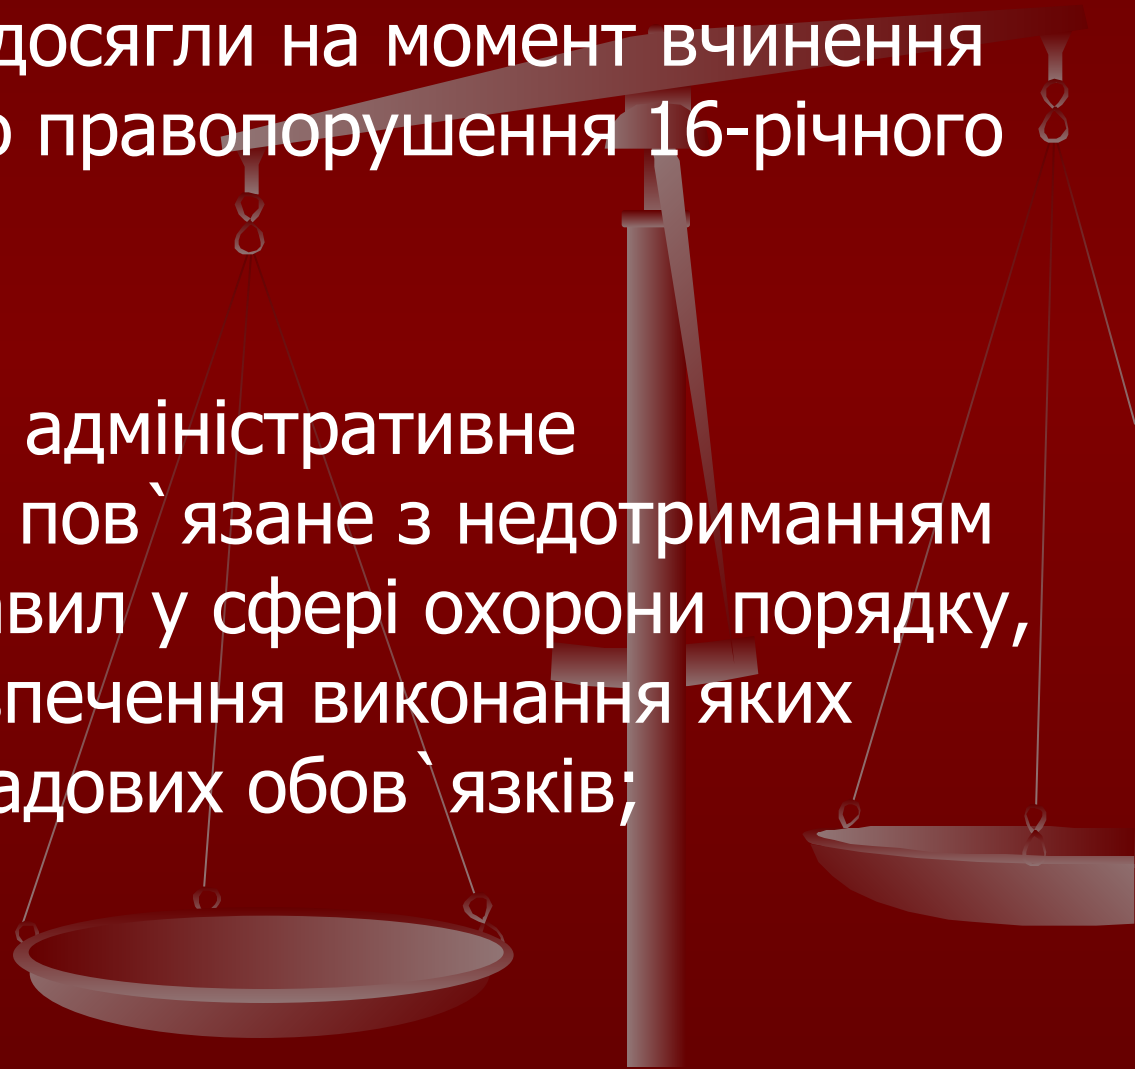 досягли на момент вчинення
о правопорушення 16-річного
адміністративне
пов`язане з недотриманням
авил у сфері охорони порядку,
зпечення виконання яких
адових обов`язків;